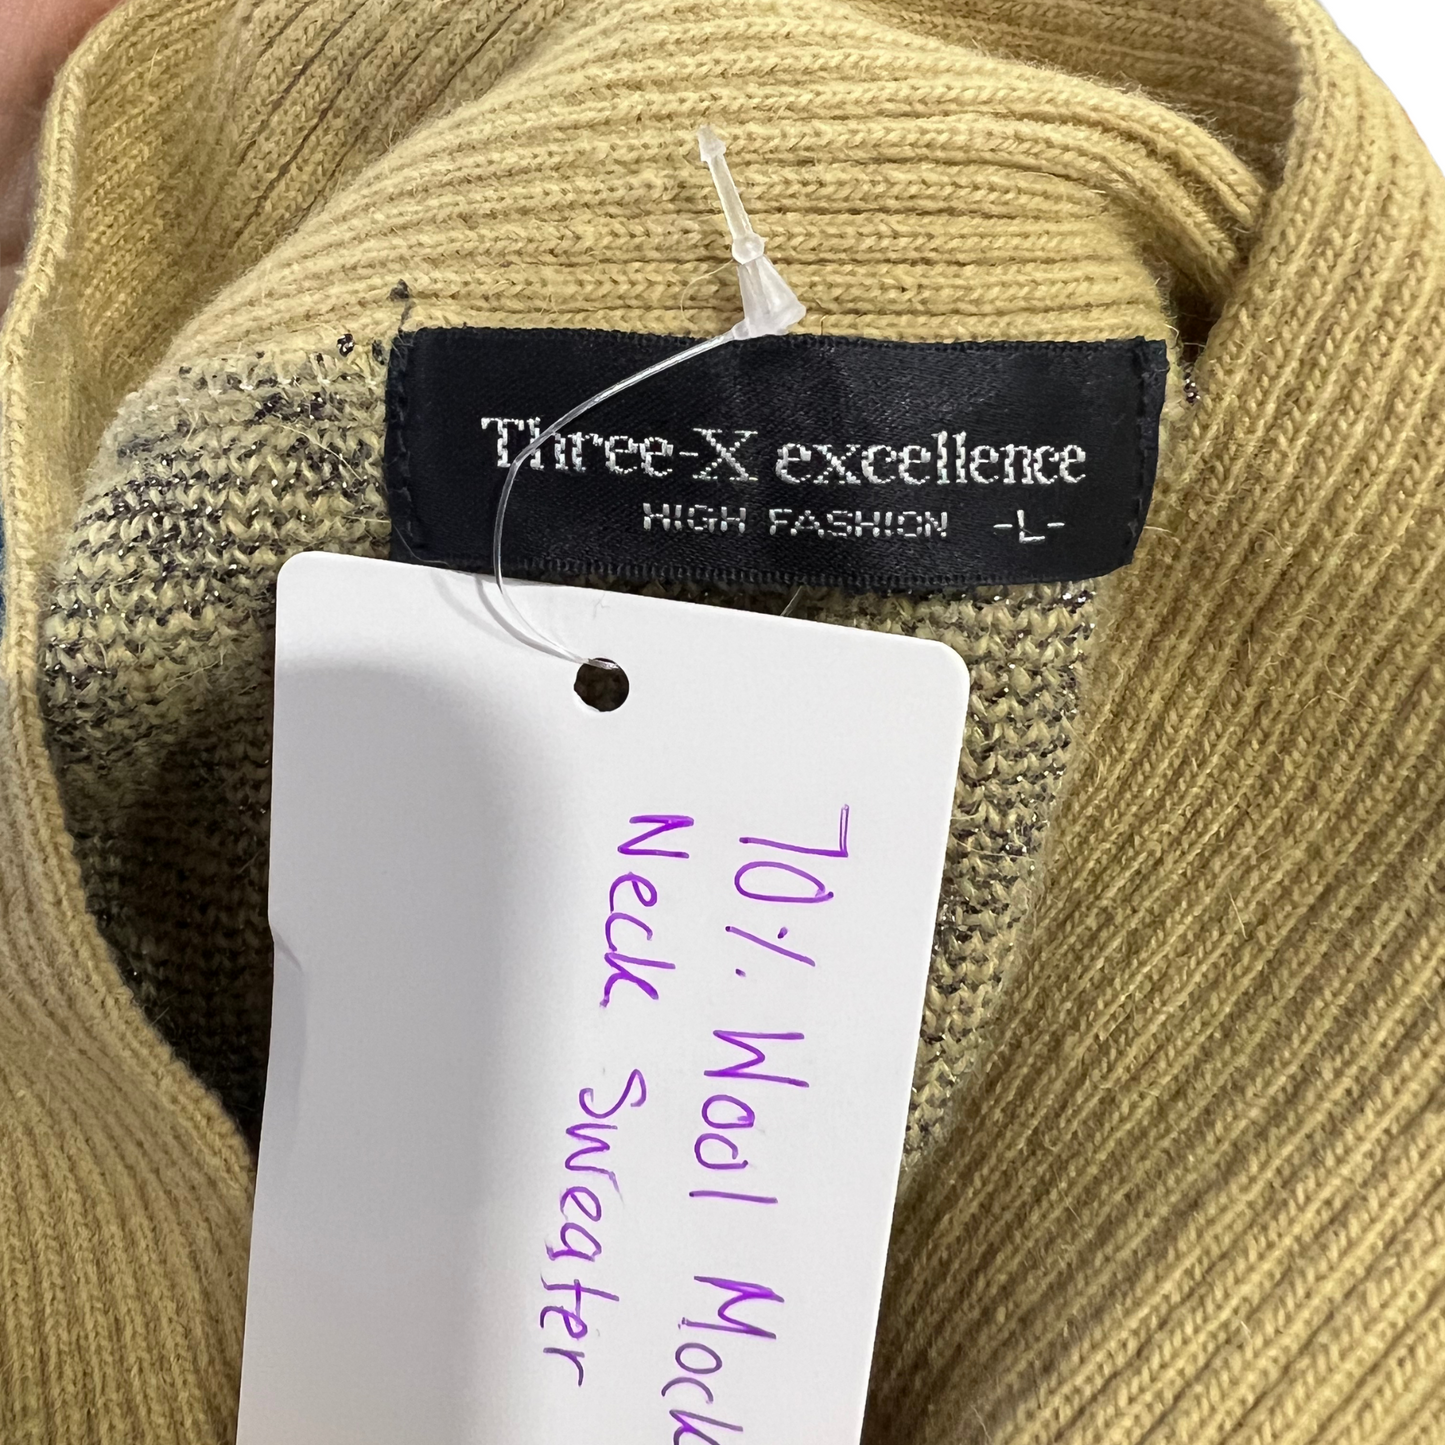 Three-X excellence
HIGH FASHION -L-
70% Wool Mock
Neck Sweater